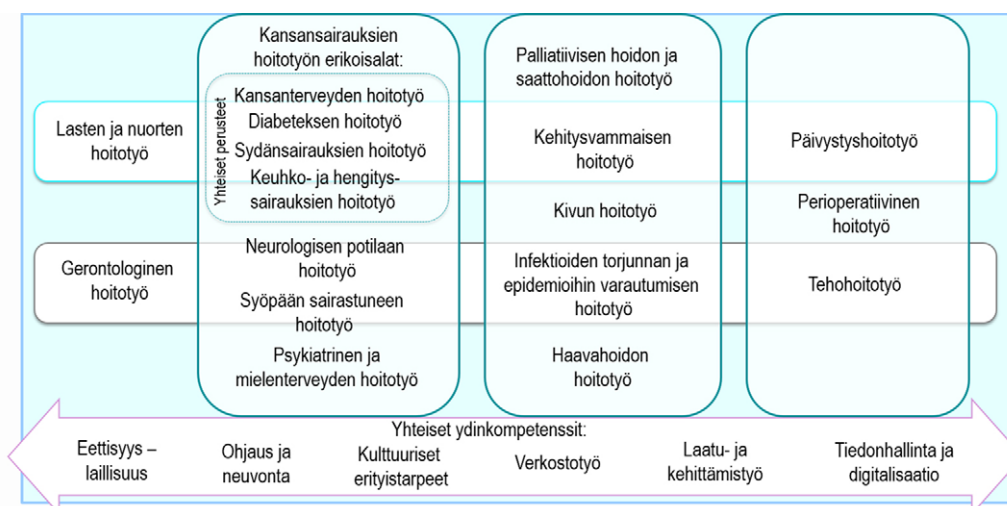 Lasten ja nuorten
hoitotyö
Gerontologinen
hoitotyö
Kansansairauksien
hoitotyön erikoisalat:
Yhteiset perusteet
Kansanterveyden hoitotyö
Diabeteksen hoitotyö
Sydänsairauksien hoitotyö
Keuhko- ja hengitys-
sairauksien hoitotyö
Neurologisen potilaan
hoitotyö
Syöpään sairastuneen
hoitotyö
Psykiatrinen ja
mielenterveyden hoitotyö
Palliatiivisen hoidon ja
saattohoidon hoitotyö
Kehitysvammaisen
hoitotyö
Kivun hoitotyö
Infektioiden torjunnan ja
epidemioihin varautumisen
hoitotyö
Haavahoidon
hoitotyö
Päivystyshoitotyö
Perioperatiivinen
hoitotyö
Tehohoitotyö
Yhteiset ydinkompetenssit:
Eettisyys –
laillisuus
Ohjaus ja
neuvonta
Kulttuuriset
erityistarpeet
Verkostotyö
Laatu- ja
kehittämistyö
Tiedonhallinta ja
digitalisaatio